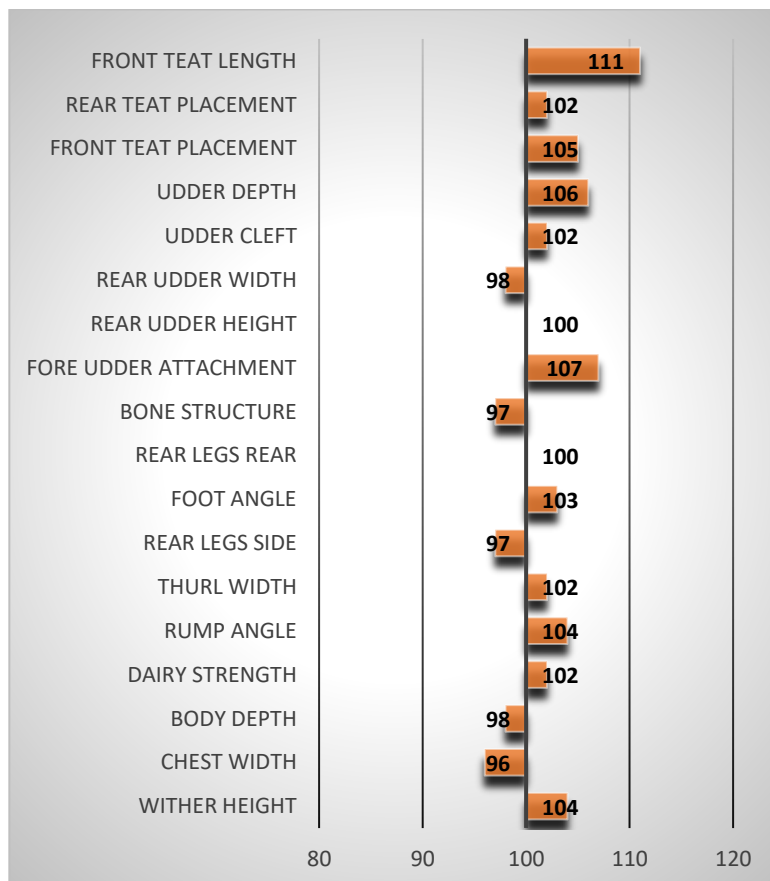 FRONT TEAT LENGTH 111
REAR TEAT PLACEMENT 102
FRONT TEAT PLACEMENT 105
UDDER DEPTH 106
UDDER CLEFT 102
REAR UDDER WIDTH 98
REAR UDDER HEIGHT 100
FORE UDDER ATTACHMENT 107
BONE STRUCTURE 97
REAR LEGS REAR 100
FOOT ANGLE 103
REAR LEGS SIDE 97
THURL WIDTH 102
RUMP ANGLE 104
DAIRY STRENGTH 102
BODY DEPTH 98
CHEST WIDTH 96
WITHER HEIGHT 104
80 90 100 110 120